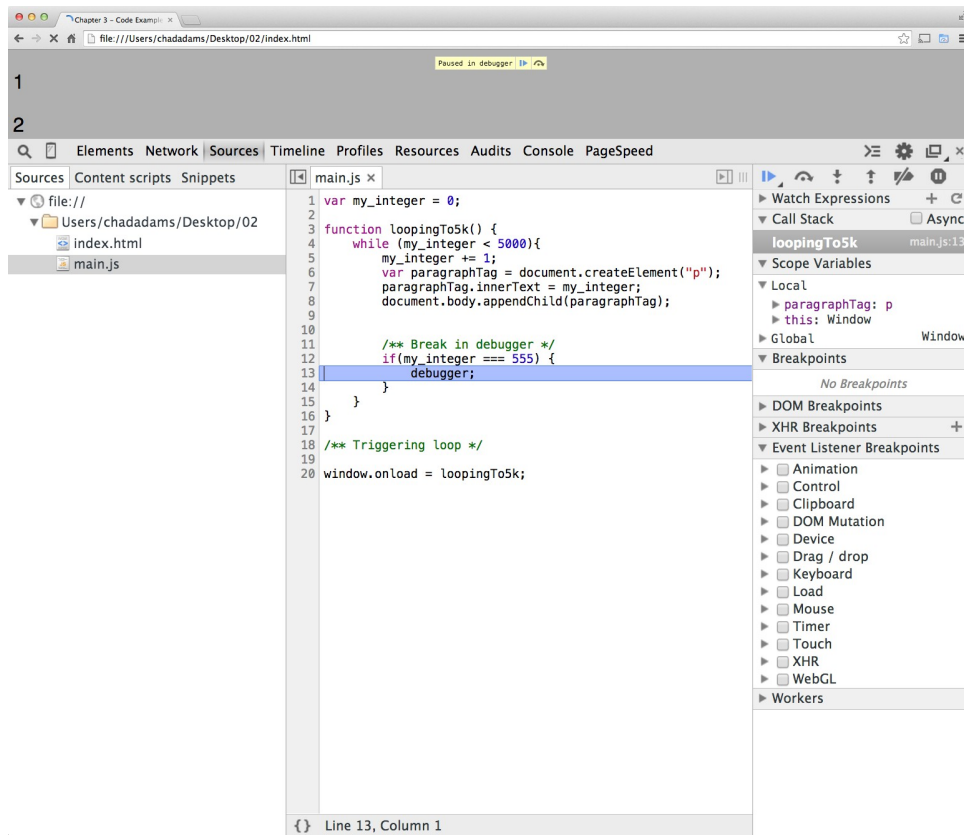 Chapter 3 – Code Exampl ×
file:///Users/chadadams/Desktop/02/index.html
Paused in debugger
1
2
Elements Network Sources Timeline Profiles Resources Audits Console PageSpeed
Sources Content scripts Snippets
file://
Users/chadadams/Desktop/02
index.html
main.js
main.js ×
1 var my_integer = 0;
2
3 function loopingTo5k() {
4 while (my_integer < 5000){
5 my_integer += 1;
6 var paragraphTag = document.createElement("p");
7 paragraphTag.innerText = my_integer;
8 document.body.appendChild(paragraphTag);
9
10
11 /** Break in debugger */
12 if(my_integer === 555) {
13 debugger;
14 }
15 }
16 }
17
18 /** Triggering loop */
19
20 window.onload = loopingTo5k;
{} Line 13, Column 1
Watch Expressions + C
Call Stack Async
loopingTo5k main.js:13
Scope Variables
Local
paragraphTag: p
this: Window
Global Window
Breakpoints
No Breakpoints
DOM Breakpoints
XHR Breakpoints +
Event Listener Breakpoints
Animation
Control
Clipboard
DOM Mutation
Device
Drag / drop
Keyboard
Load
Mouse
Timer
Touch
XHR
WebGL
Workers